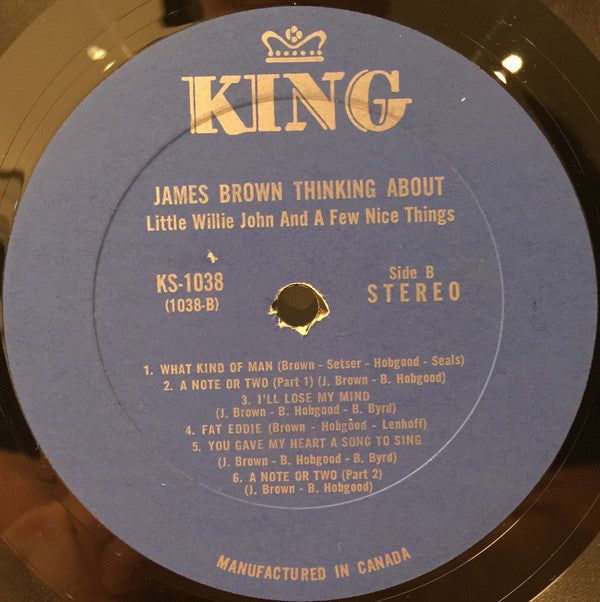 KING
JAMES BROWN THINKING ABOUT
Little Willie John And A Few Nice Things
KS-1038
(1038-B)
Side B
STEREO
1. WHAT KIND OF MAN (Brown - Setser - Hobgood - Seals)
2. A NOTE OR TWO (Part 1) (J. Brown - B. Hobgood)
3. I'LL LOSE MY MIND
(J. Brown - B. Hobgood - B. Byrd)
4. FAT EDDIE (Brown - Hobgood - Lenhoff)
5. YOU GAVE MY HEART A SONG TO SING
(J. Brown - B. Hobgood - B. Byrd)
6. A NOTE OR TWO (Part 2)
(J. Brown - B. Hobgood)
MANUFACTURED IN CANADA